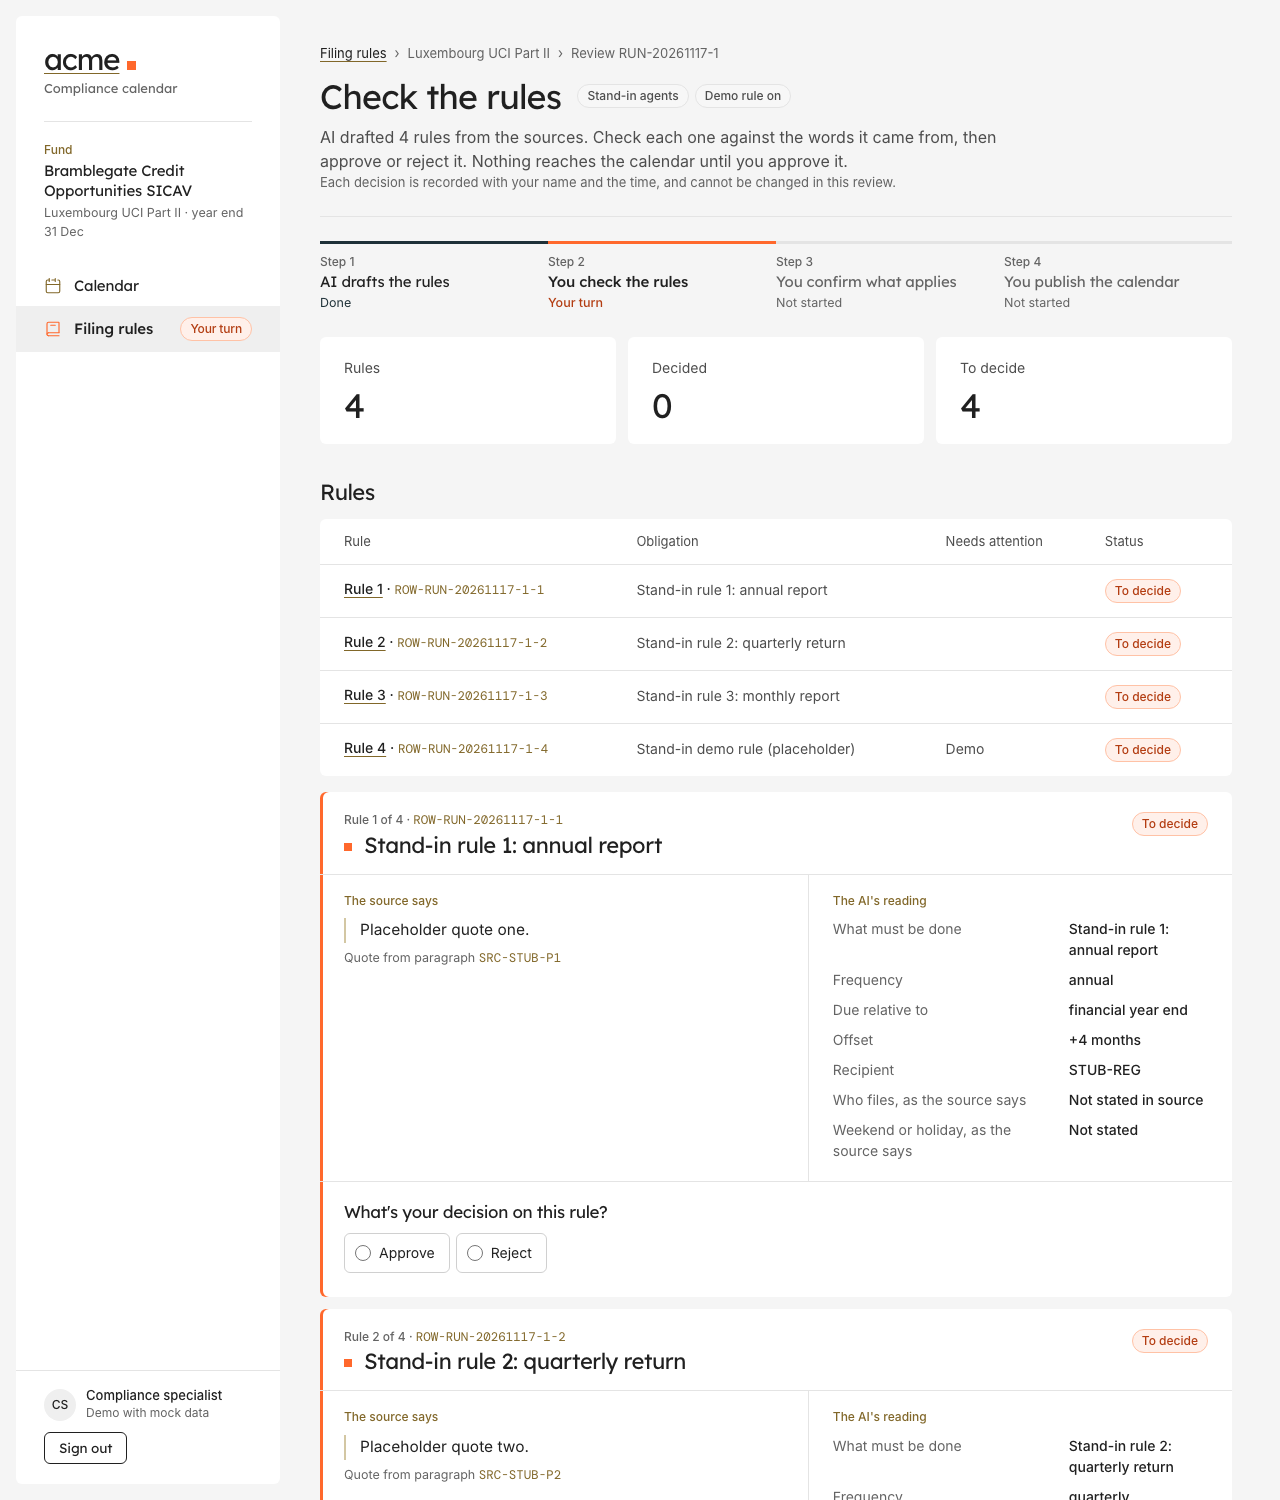 acme
Compliance calendar
Fund
Bramblegate Credit
Opportunities SICAV
Luxembourg UCI Part II · year end
31 Dec
Calendar
Filing rules
Your turn
CS
Compliance specialist
Demo with mock data
Sign out
Filing rules › Luxembourg UCI Part II › Review RUN-20261117-1
Check the rules
Stand-in agents
Demo rule on
AI drafted 4 rules from the sources. Check each one against the words it came from, then
approve or reject it. Nothing reaches the calendar until you approve it.
Each decision is recorded with your name and the time, and cannot be changed in this review.
Step 1
AI drafts the rules
Done
Step 2
You check the rules
Your turn
Step 3
You confirm what applies
Not started
Step 4
You publish the calendar
Not started
Rules
4
Decided
0
To decide
4
Rules
Rule Obligation Needs attention Status
Rule 1 · ROW-RUN-20261117-1-1 Stand-in rule 1: annual report To decide
Rule 2 · ROW-RUN-20261117-1-2 Stand-in rule 2: quarterly return To decide
Rule 3 · ROW-RUN-20261117-1-3 Stand-in rule 3: monthly report To decide
Rule 4 · ROW-RUN-20261117-1-4 Stand-in demo rule (placeholder) Demo To decide
Rule 1 of 4 · ROW-RUN-20261117-1-1
Stand-in rule 1: annual report
To decide
The source says
Placeholder quote one.
Quote from paragraph SRC-STUB-P1
The AI's reading
What must be done Stand-in rule 1:
annual report
Frequency annual
Due relative to financial year end
Offset +4 months
Recipient STUB-REG
Who files, as the source says Not stated in source
Weekend or holiday, as the Not stated
source says
What's your decision on this rule?
Approve
Reject
Rule 2 of 4 · ROW-RUN-20261117-1-2
Stand-in rule 2: quarterly return
To decide
The source says
Placeholder quote two.
Quote from paragraph SRC-STUB-P2
The AI's reading
What must be done Stand-in rule 2:
quarterly return
Frequency quarterly